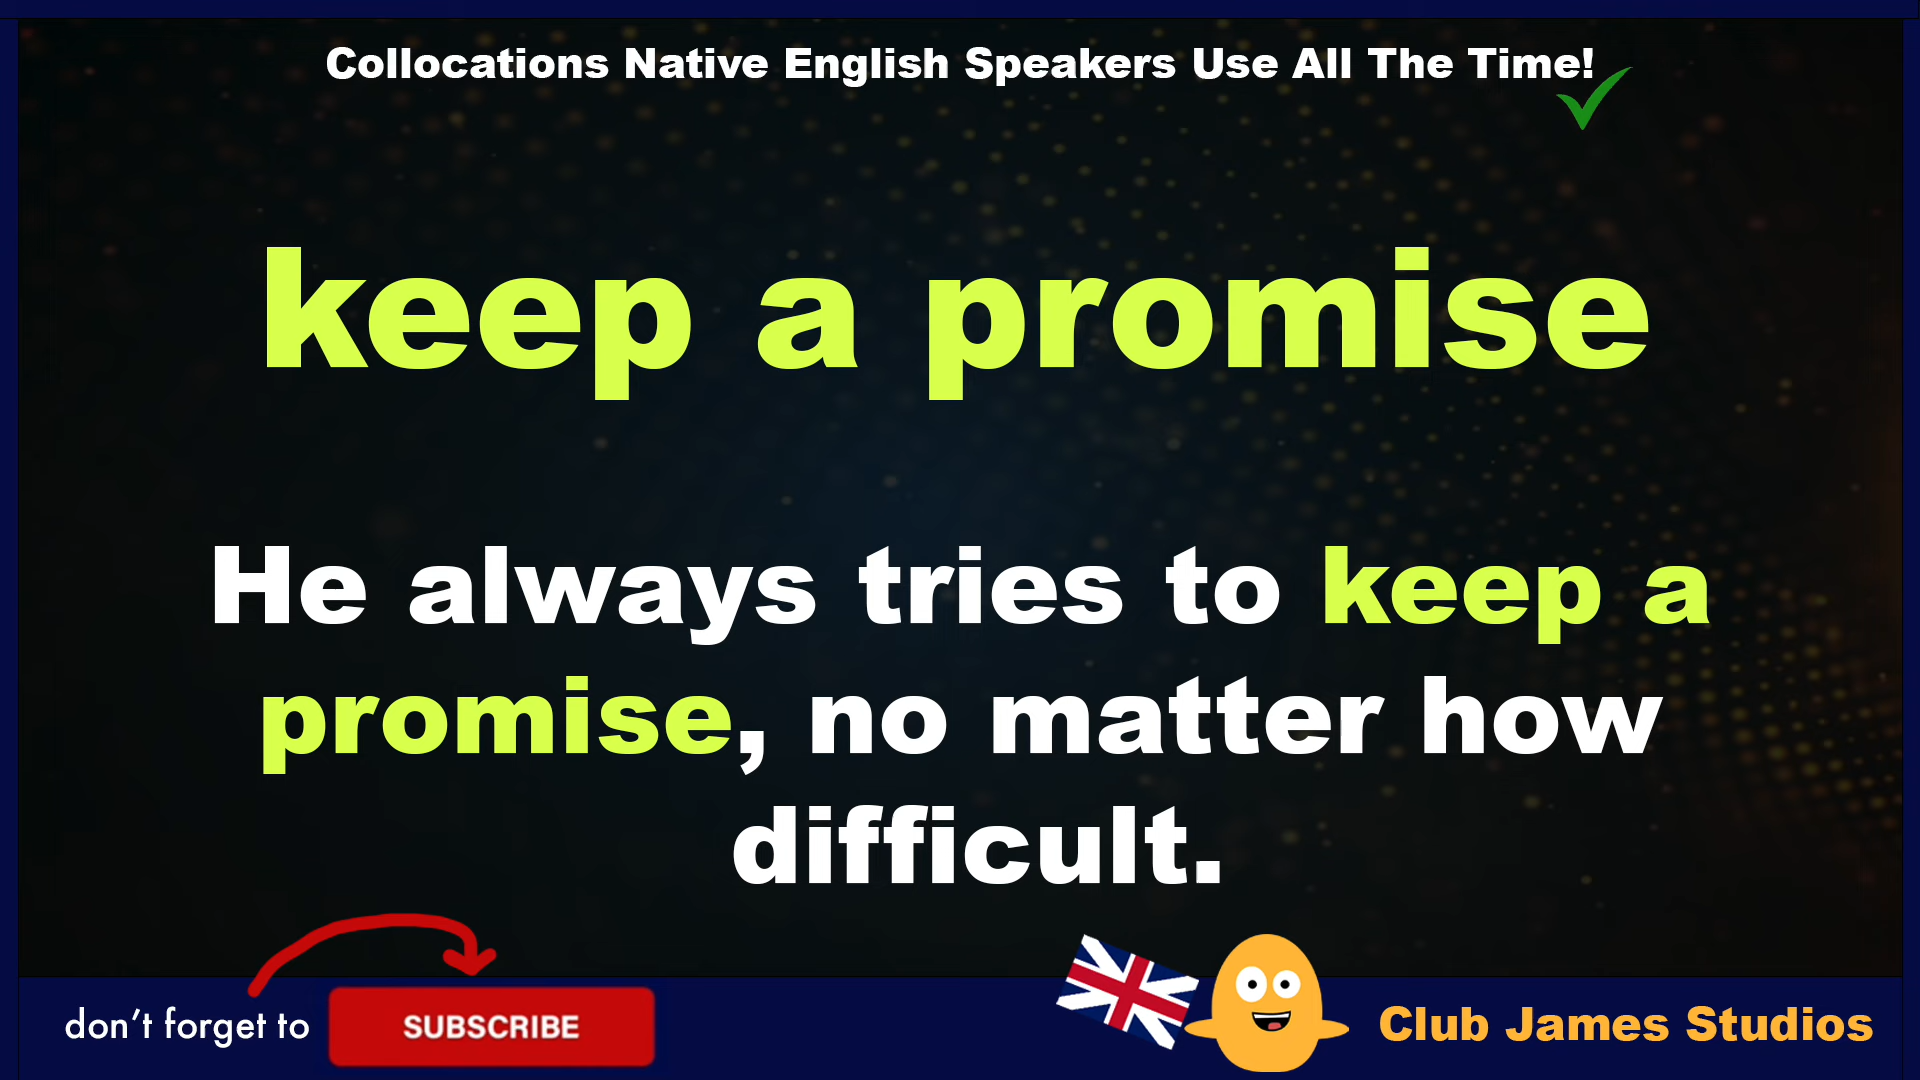 Collocations Native English Speakers Use All The Time!
keep a promise
He always tries to keep a
promise, no matter how
difficult.
don't forget to
SUBSCRIBE
Club James Studios